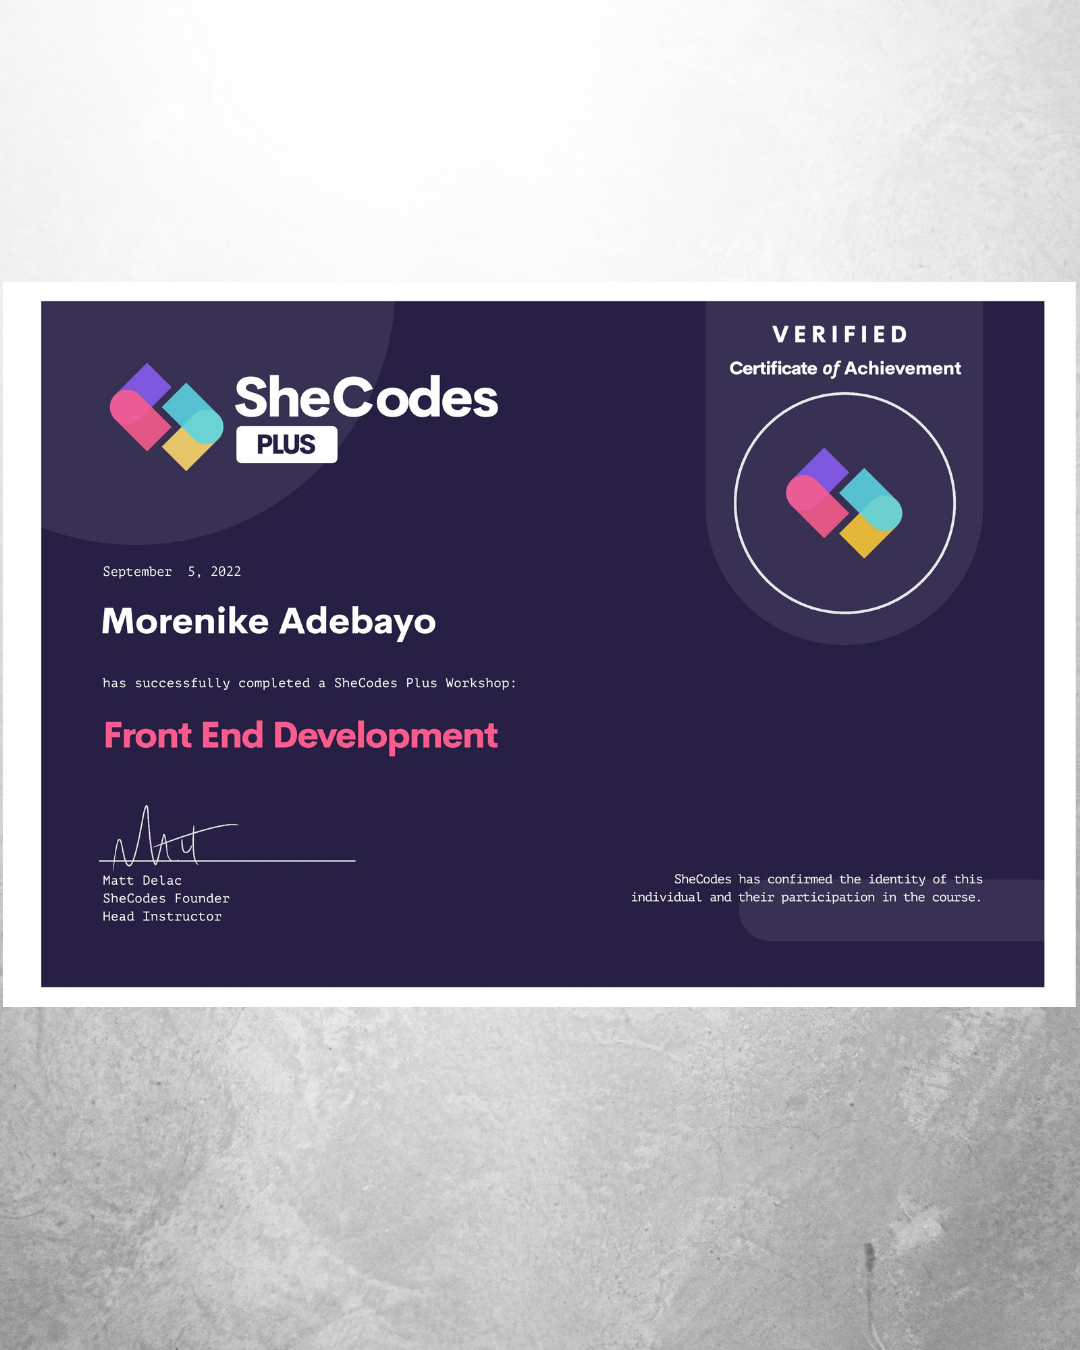 SheCodes
PLUS
VERIFIED
Certificate of Achievement
September 5, 2022
Morenike Adebayo
has successfully completed a SheCodes Plus Workshop:
Front End Development
Matt
Matt Delac
SheCodes Founder
Head Instructor
SheCodes has confirmed the identity of this
individual and their participation in the course.